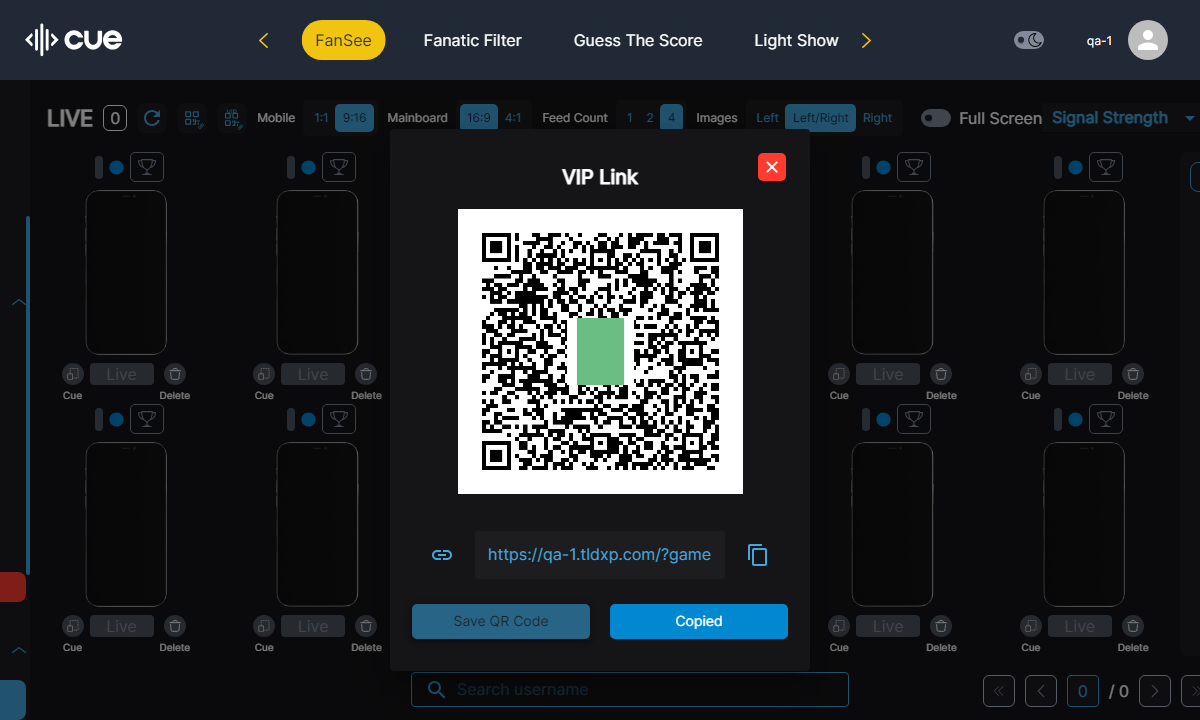 cue
FanSee
Fanatic Filter
Guess The Score
Light Show
qa-1
LIVE 0
Mobile 1:1 9:16
Mainboard 16:9 4:1
Feed Count 1 2 4
Images Left Left/Right Right
Full Screen
Signal Strength
VIP Link
Live Live Live Live
Cue Delete Cue Delete Cue Delete Cue Delete
https://qa-1.tldxp.com/?game
Save QR Code
Copied
Live Live Live Live
Cue Delete Cue Delete Cue Delete Cue Delete
Search username
0 / 0